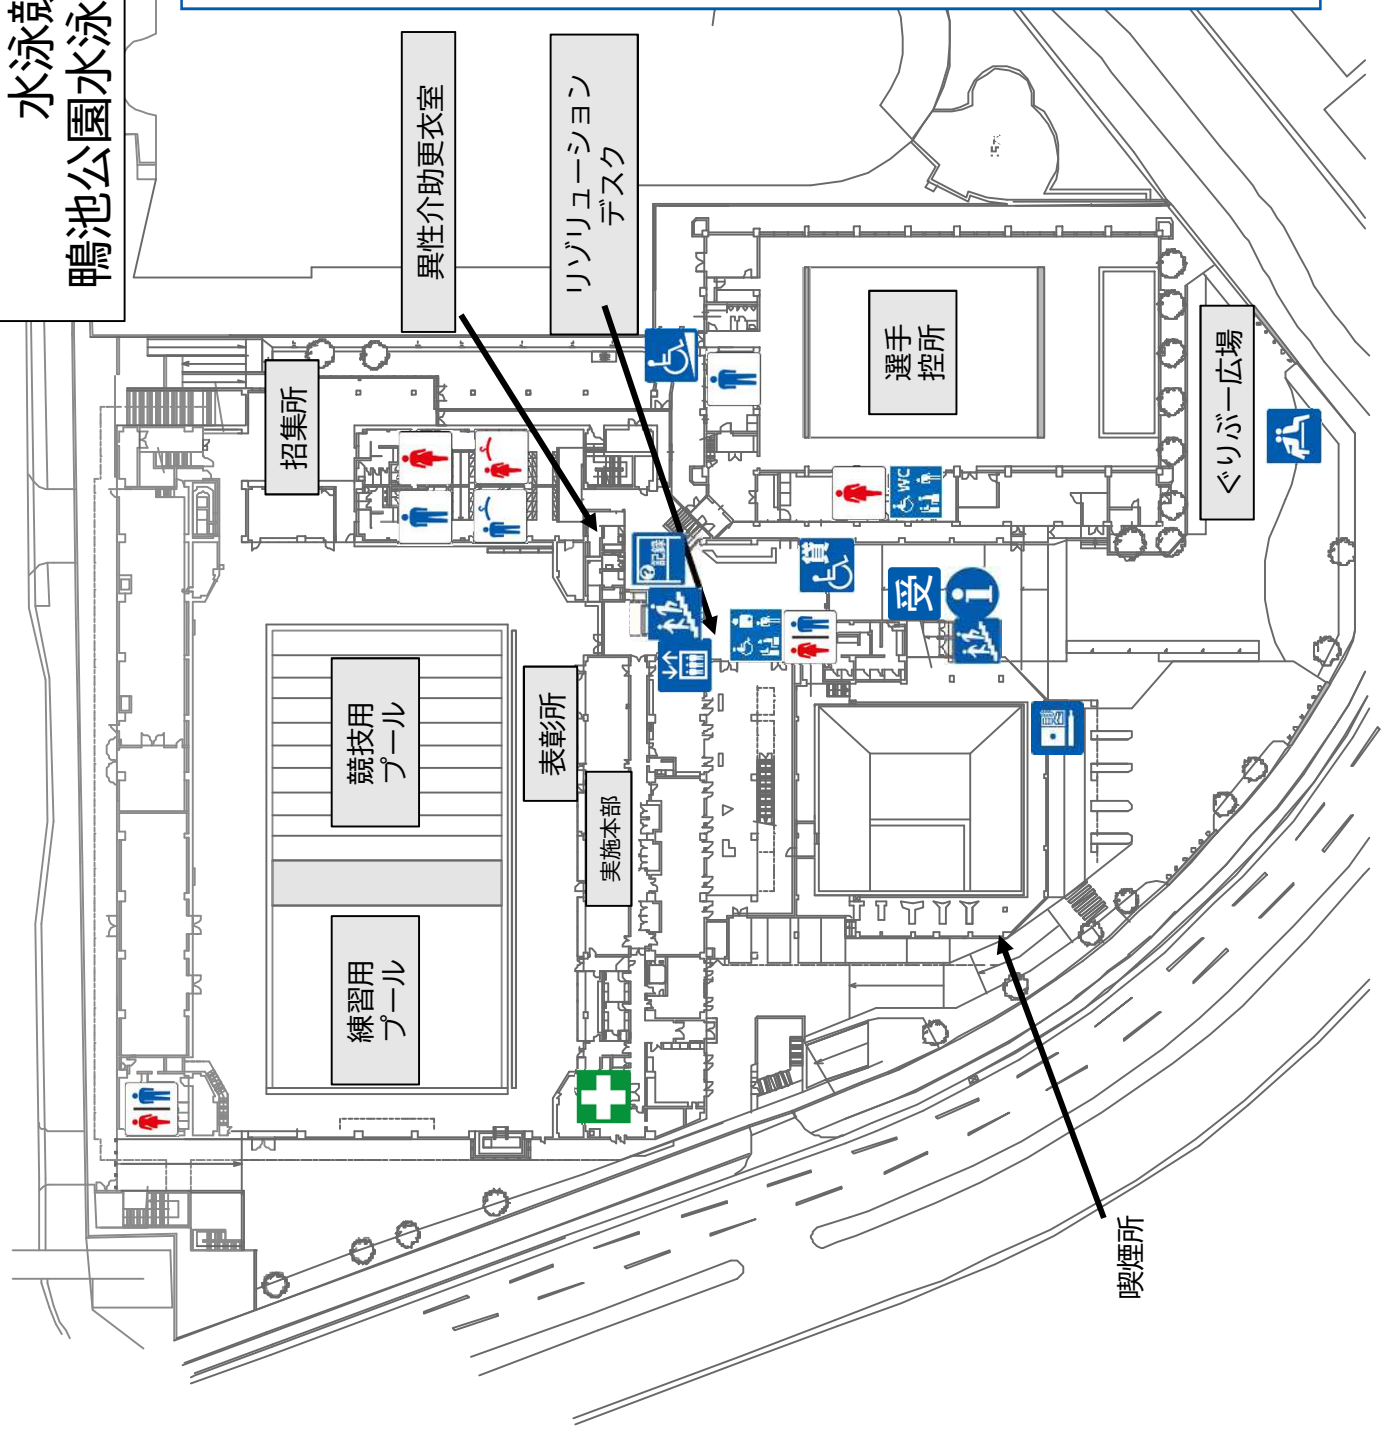 水泳競
鴨池公園水泳
異性介助更衣室
リゾリューション
デスク
招集所
選手
控所
ぐりぶー広場
競技用
プール
表彰所
実施本部
練習用
プール
喫煙所
記録
貸
受
WC